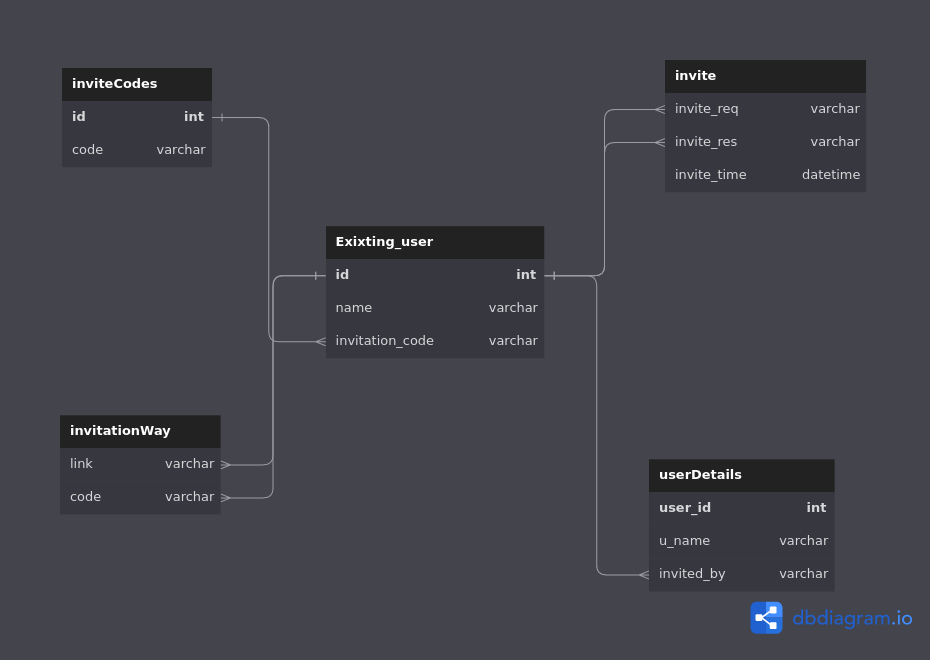 inviteCodes
id int
code varchar
invite
invite_req varchar
invite_res varchar
invite_time datetime
Exixting_user
id int
name varchar
invitation_code varchar
invitationWay
link varchar
code varchar
userDetails
user_id int
u_name varchar
invited_by varchar
dbdiagram.io